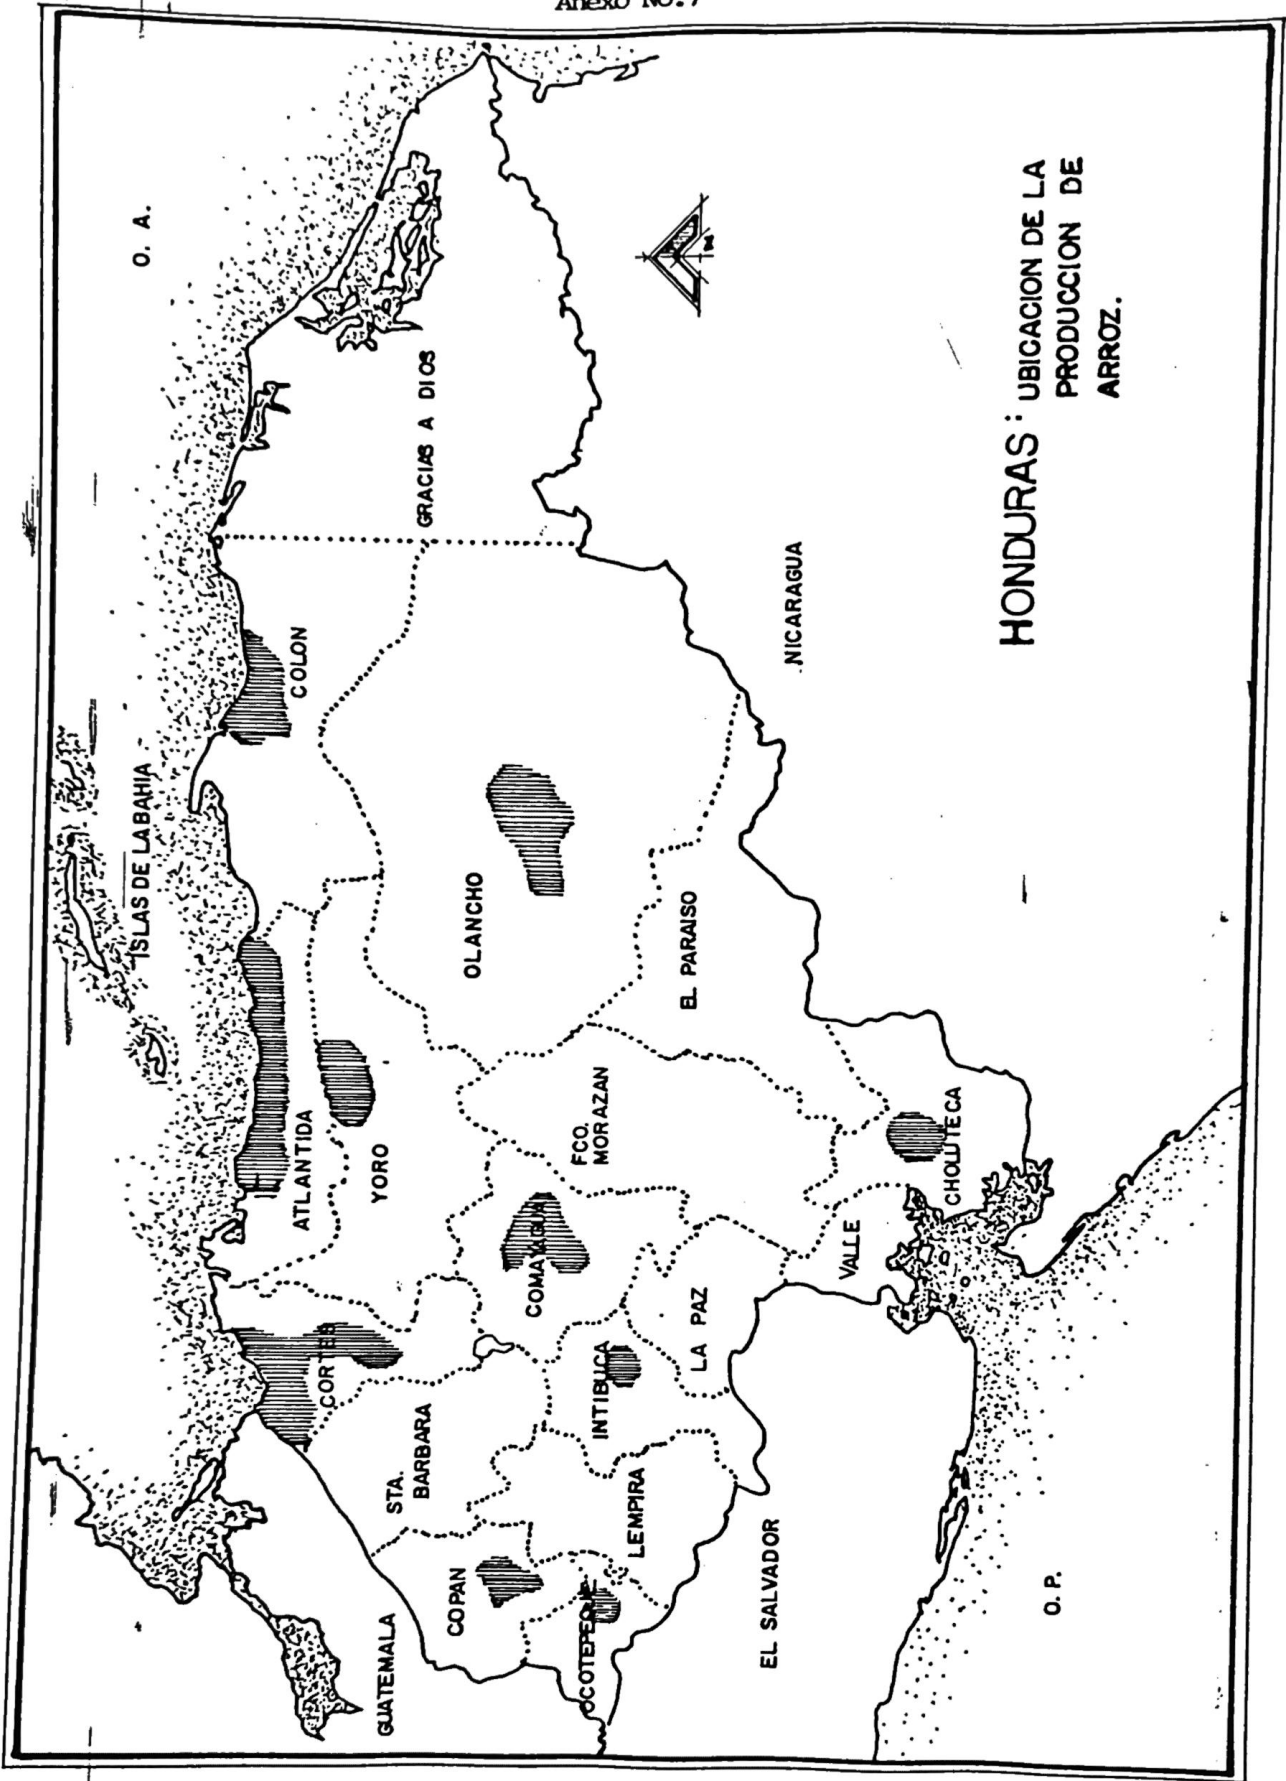 Anexo No.7
O. A.
ISLAS DE LA BAHIA
GRACIAS A DIOS
COLON
ATLANTIDA
YORO
OLANCHO
CORTES
STA.
BARBARA
COPAN
OCOTEPEQUE
LEMPIRA
INTIBUCA
COMAYAGUA
LA PAZ
FCO.
MORAZAN
EL PARAISO
VALLE
CHOLUTECA
GUATEMALA
EL SALVADOR
NICARAGUA
O. P.
HONDURAS: UBICACION DE LA
PRODUCCION DE
ARROZ.